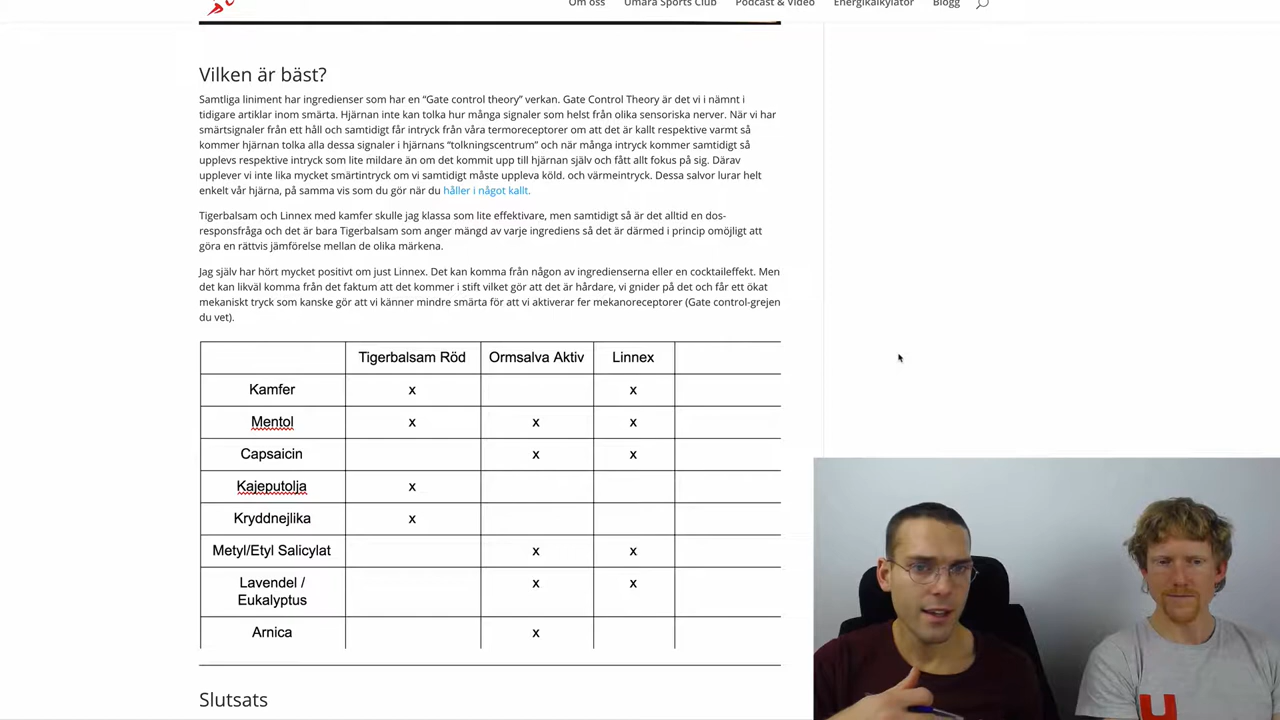 Om oss Umara Sports Club Podcast & Video Energikalkylator Blogg
Vilken är bäst?
Samtliga liniment har ingredienser som har en “Gate control theory” verkan. Gate Control Theory är det vi i nämnt i
tidigare artiklar inom smärta. Hjärnan inte kan tolka hur många signaler som helst från olika sensoriska nerver. När vi har
smärtsignaler från ett håll och samtidigt får intryck från våra termoreceptorer om att det är kallt respektive varmt så
kommer hjärnan tolka alla dessa signaler i hjärnans “tolkningscentrum” och när många intryck kommer samtidigt så
upplevs respektive intryck som lite mildare än om det kommit upp till hjärnan själv och fått allt fokus på sig. Därav
upplever vi inte lika mycket smärtintryck om vi samtidigt måste uppleva köld. och värmeintryck. Dessa salvor lurar helt
enkelt vår hjärna, på samma vis som du gör när du håller i något kallt.
Tigerbalsam och Linnex med kamfer skulle jag klassa som lite effektivare, men samtidigt så är det alltid en dos-
responsfråga och det är bara Tigerbalsam som anger mängd av varje ingrediens så det är därmed i princip omöjligt att
göra en rättvis jämförelse mellan de olika märkena.
Jag själv har hört mycket positivt om just Linnex. Det kan komma från någon av ingredienserna eller en cocktaileffekt. Men
det kan likväl komma från det faktum att det kommer i stift vilket gör att det är hårdare, vi gnider på det och får ett ökat
mekaniskt tryck som kanske gör att vi känner mindre smärta för att vi aktiverar fer mekanoreceptorer (Gate control-grejen
du vet).
Tigerbalsam Röd Ormsalva Aktiv Linnex
Kamfer x x
Mentol x x x
Capsaicin x x
Kajeputolja x
Kryddnejlika x
Metyl/Etyl Salicylat x x
Lavendel / x x
Eukalyptus
Arnica x
Slutsats